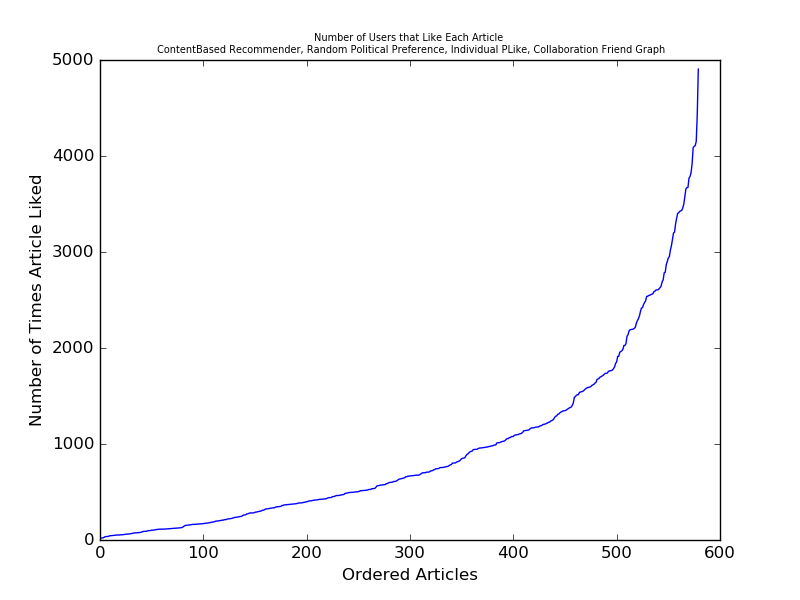 Number of Users that Like Each Article
ContentBased Recommender, Random Political Preference, Individual PLike, Collaboration Friend Graph
5000
4000
3000
2000
1000
0
Number of Times Article Liked
0 100 200 300 400 500 600
Ordered Articles